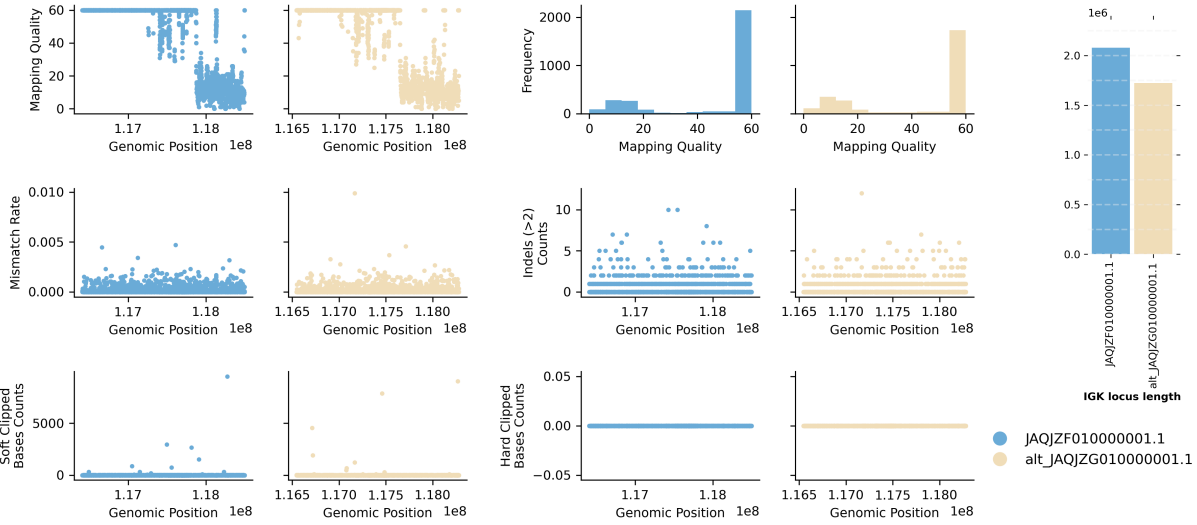 60
40
20
0
Mapping Quality
1.17 1.18
Genomic Position 1e8
1.165 1.170 1.175 1.180
Genomic Position 1e8
2000
1000
0
Frequency
0 20 40 60
Mapping Quality
0 20 40 60
Mapping Quality
1e6
2.0
1.5
1.0
0.5
0.0
JAQJZF010000001.1
alt_JAQJZG010000001.1
IGK locus length
0.010
0.005
0.000
Mismatch Rate
1.17 1.18
Genomic Position 1e8
1.165 1.170 1.175 1.180
Genomic Position 1e8
10
5
0
Indels (>2)
Counts
1.17 1.18
Genomic Position 1e8
1.165 1.170 1.175 1.180
Genomic Position 1e8
5000
0
Soft Clipped
Bases Counts
1.17 1.18
Genomic Position 1e8
1.165 1.170 1.175 1.180
Genomic Position 1e8
0.05
0.00
−0.05
Hard Clipped
Bases Counts
1.17 1.18
Genomic Position 1e8
1.165 1.170 1.175 1.180
Genomic Position 1e8
JAQJZF010000001.1
alt_JAQJZG010000001.1